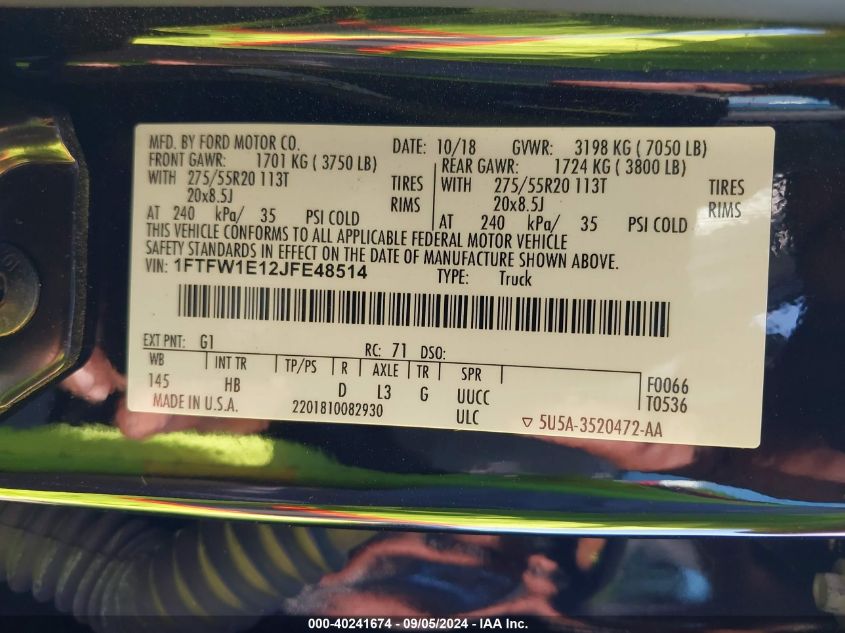 MFD. BY FORD MOTOR CO. DATE: 10/18 GVWR: 3198 KG ( 7050 LB)
FRONT GAWR: 1701 KG ( 3750 LB) REAR GAWR: 1724 KG ( 3800 LB)
WITH 275/55R20 113T TIRES WITH 275/55R20 113T TIRES
20x8.5J RIMS 20x8.5J RIMS
AT 240 kPa/ 35 PSI COLD AT 240 kPa/ 35 PSI COLD
THIS VEHICLE CONFORMS TO ALL APPLICABLE FEDERAL MOTOR VEHICLE
SAFETY STANDARDS IN EFFECT ON THE DATE OF MANUFACTURE SHOWN ABOVE.
VIN: 1FTFW1E12JFE48514 TYPE: Truck
EXT PNT: G1 RC: 71 DSO:
WB INT TR TP/PS R AXLE TR SPR
145 HB D L3 G UUCC F0066
ULC T0536
MADE IN U.S.A. 2201810082930 ▽ 5U5A-3520472-AA
000-40241674 - 09/05/2024 - IAA Inc.